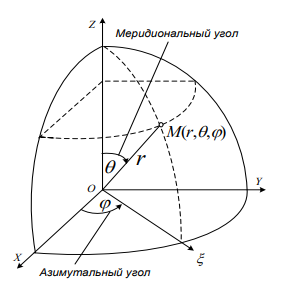 Z
Меридиональный угол
M(r,θ,φ)
θ
r
O
Y
φ
X
ξ
Азимутальный угол